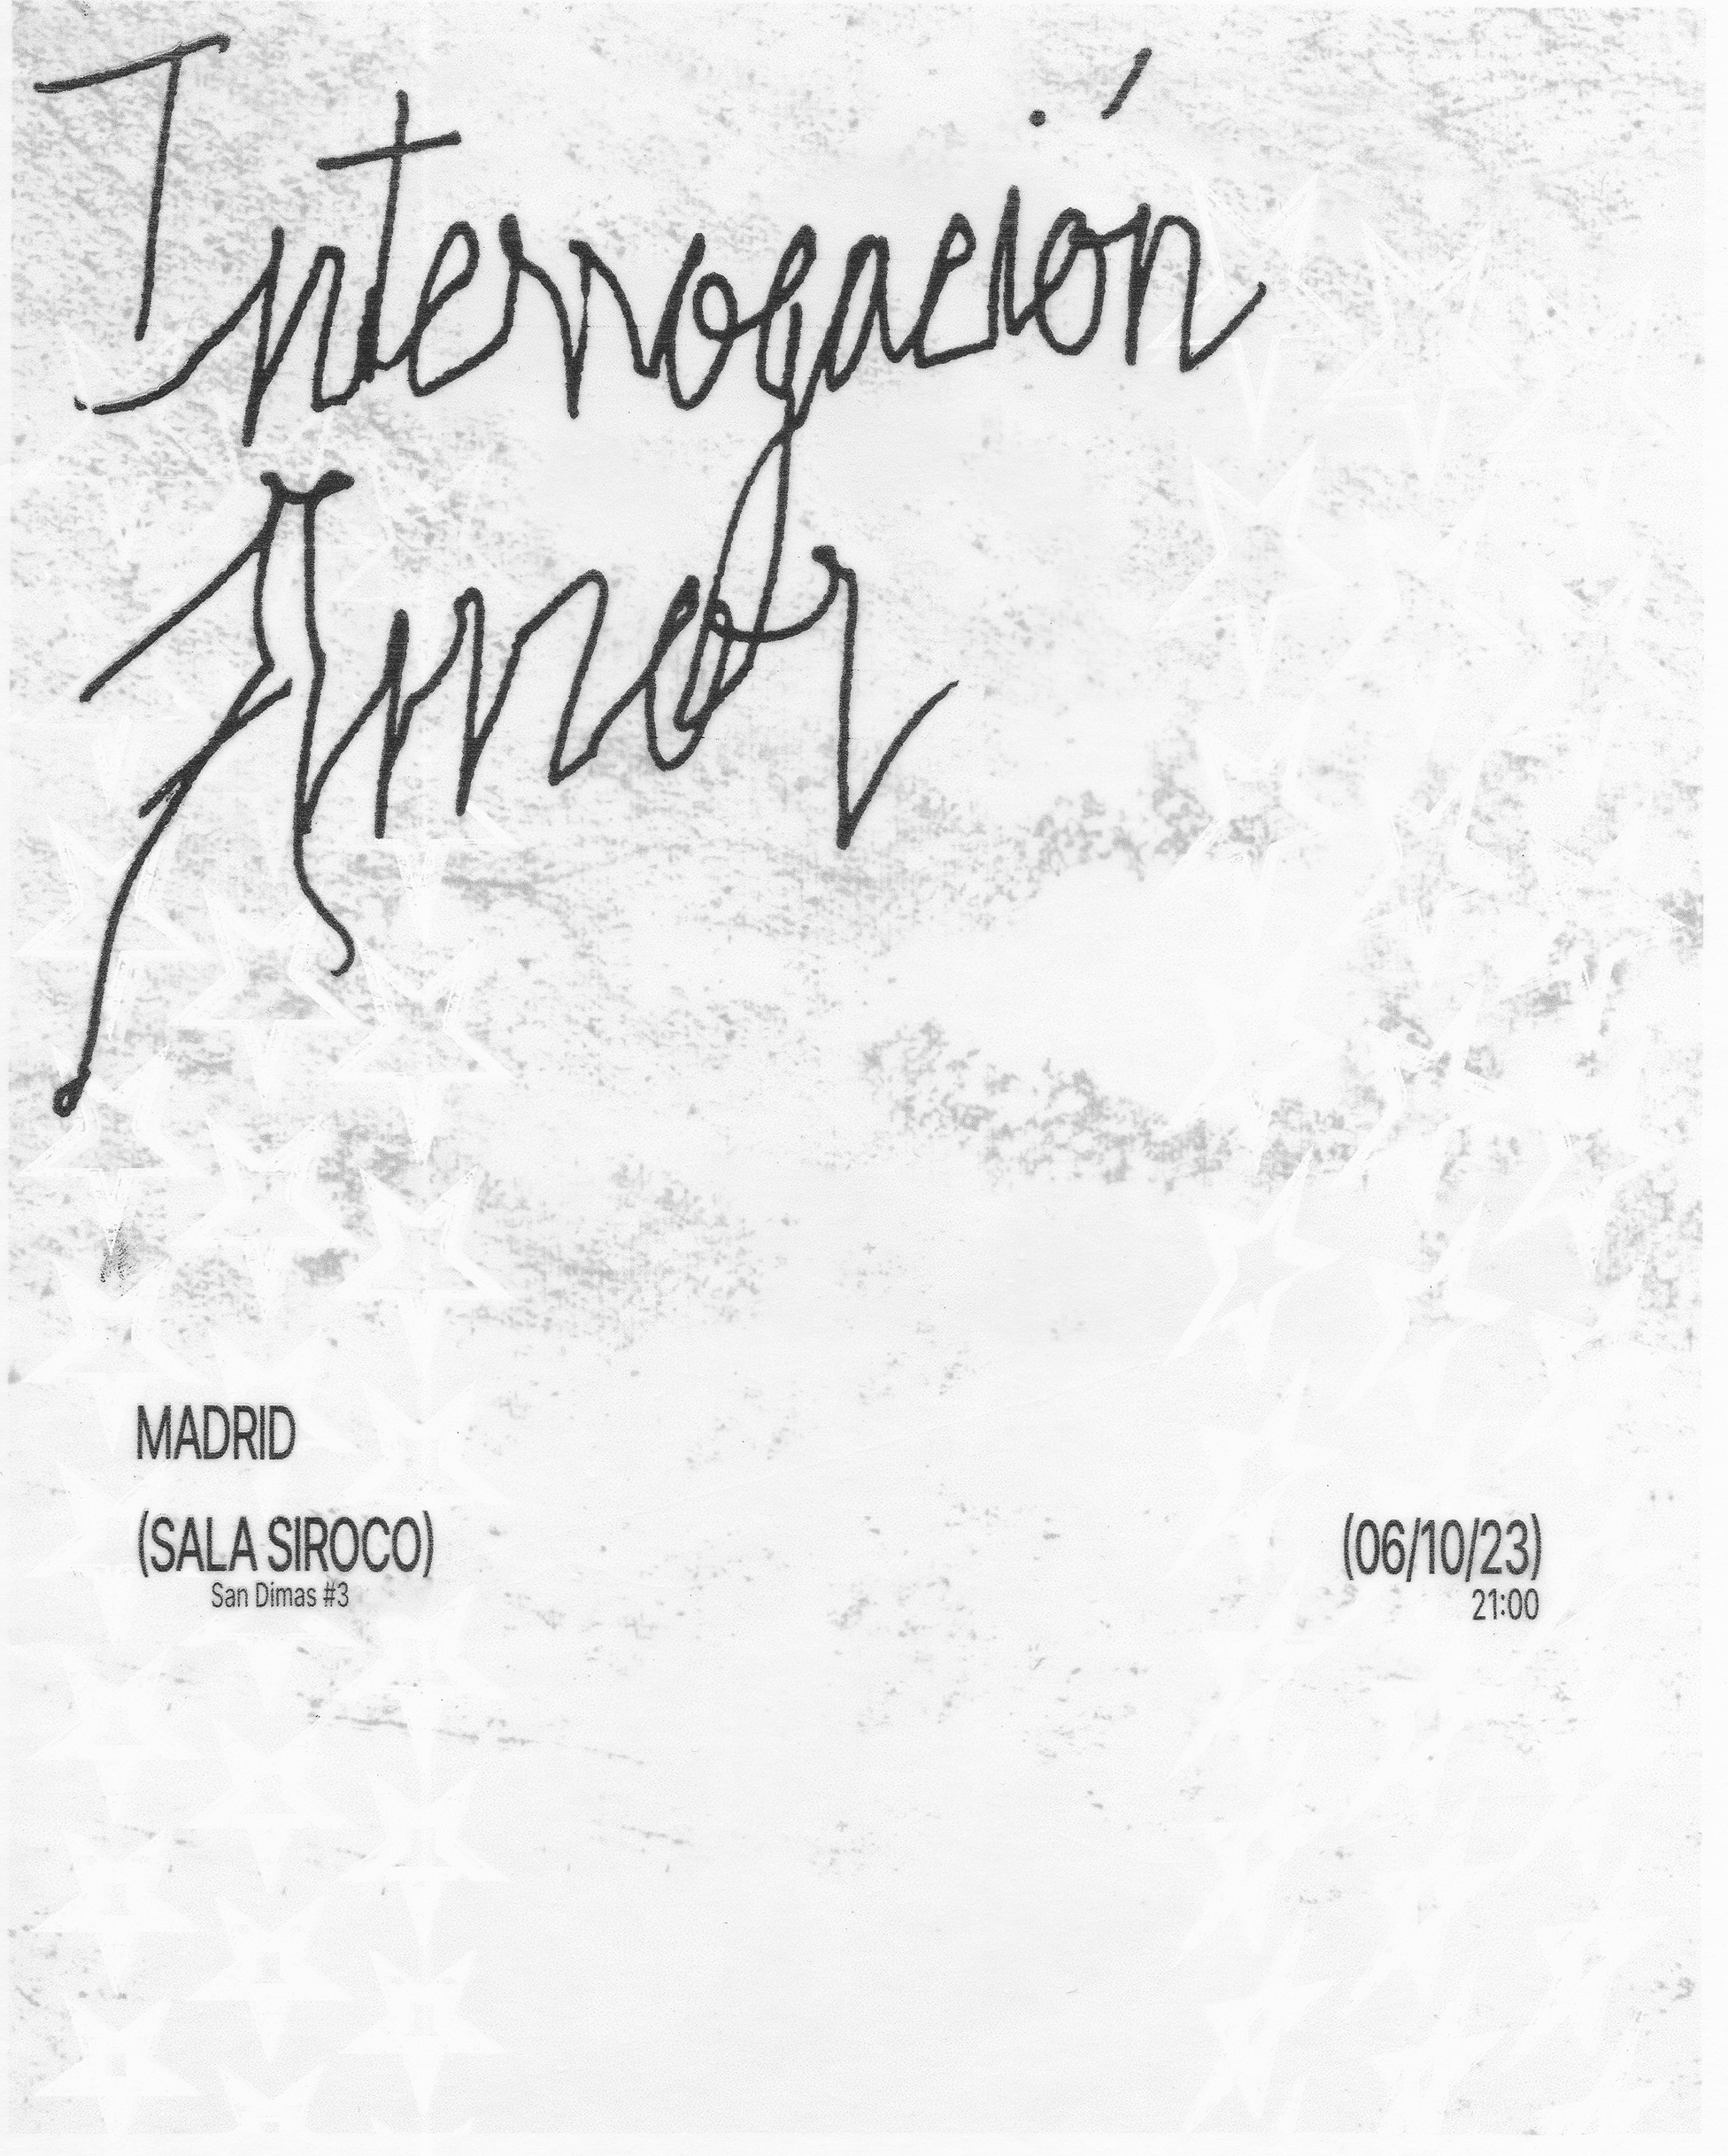 Interrogación
Amor
MADRID
(SALA SIROCO)
San Dimas #3
(06/10/23)
21:00